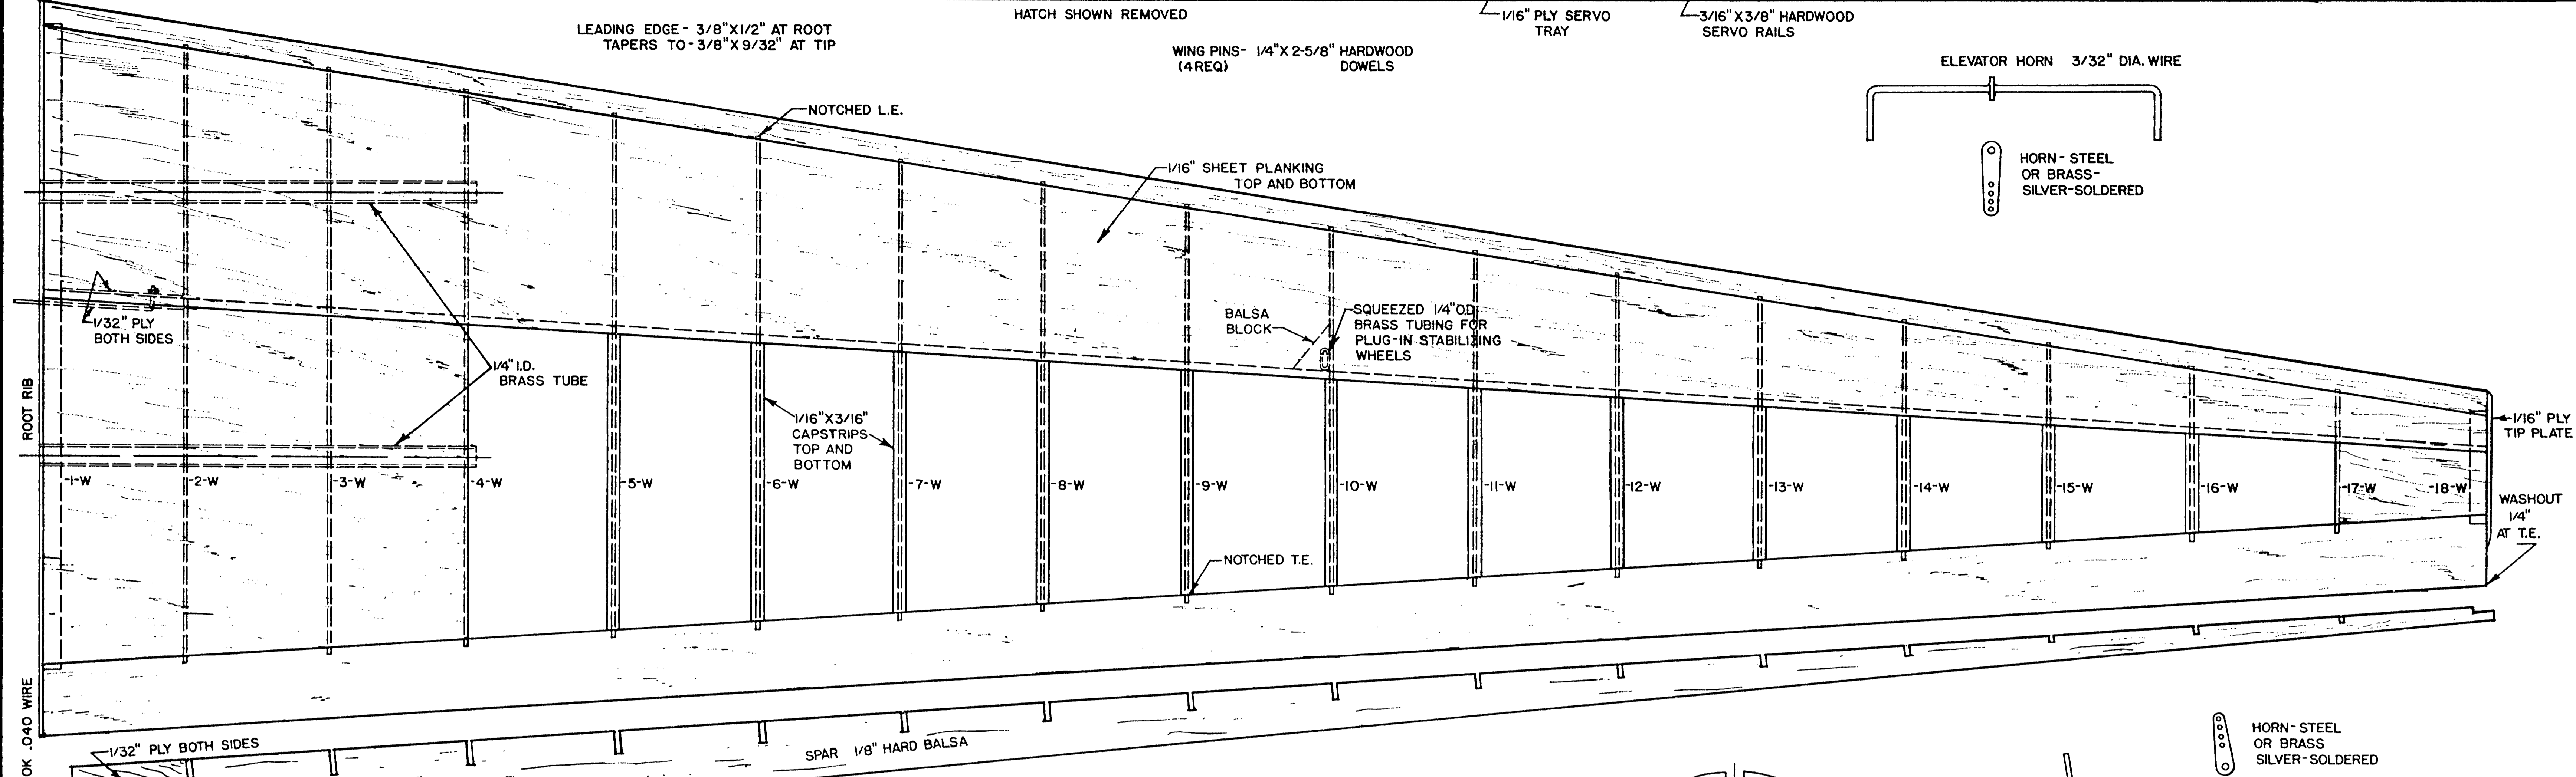 HATCH SHOWN REMOVED
1/16" PLY SERVO
TRAY
3/16" X 3/8" HARDWOOD
SERVO RAILS
LEADING EDGE - 3/8" X 1/2" AT ROOT
TAPERS TO - 3/8" X 9/32" AT TIP
WING PINS- 1/4" X 2-5/8" HARDWOOD
(4 REQ) DOWELS
ELEVATOR HORN 3/32" DIA. WIRE
NOTCHED L.E.
1/16" SHEET PLANKING
TOP AND BOTTOM
HORN- STEEL
OR BRASS-
SILVER-SOLDERED
1/32" PLY
BOTH SIDES
BALSA
BLOCK
SQUEEZED 1/4" O.D.
BRASS TUBING FOR
PLUG-IN STABILIZING
WHEELS
1/4" I.D.
BRASS TUBE
ROOT RIB
1/16" X 3/16"
CAPSTRIPS
TOP AND
BOTTOM
1/16" PLY
TIP PLATE
-1-W
-2-W
-3-W
-4-W
-5-W
-6-W
-7-W
-8-W
-9-W
-10-W
-11-W
-12-W
-13-W
-14-W
-15-W
-16-W
-17-W
-18-W
WASHOUT
1/4"
AT T.E.
NOTCHED T.E.
OK .040 WIRE
1/32" PLY BOTH SIDES
SPAR 1/8" HARD BALSA
HORN- STEEL
OR BRASS
SILVER-SOLDERED